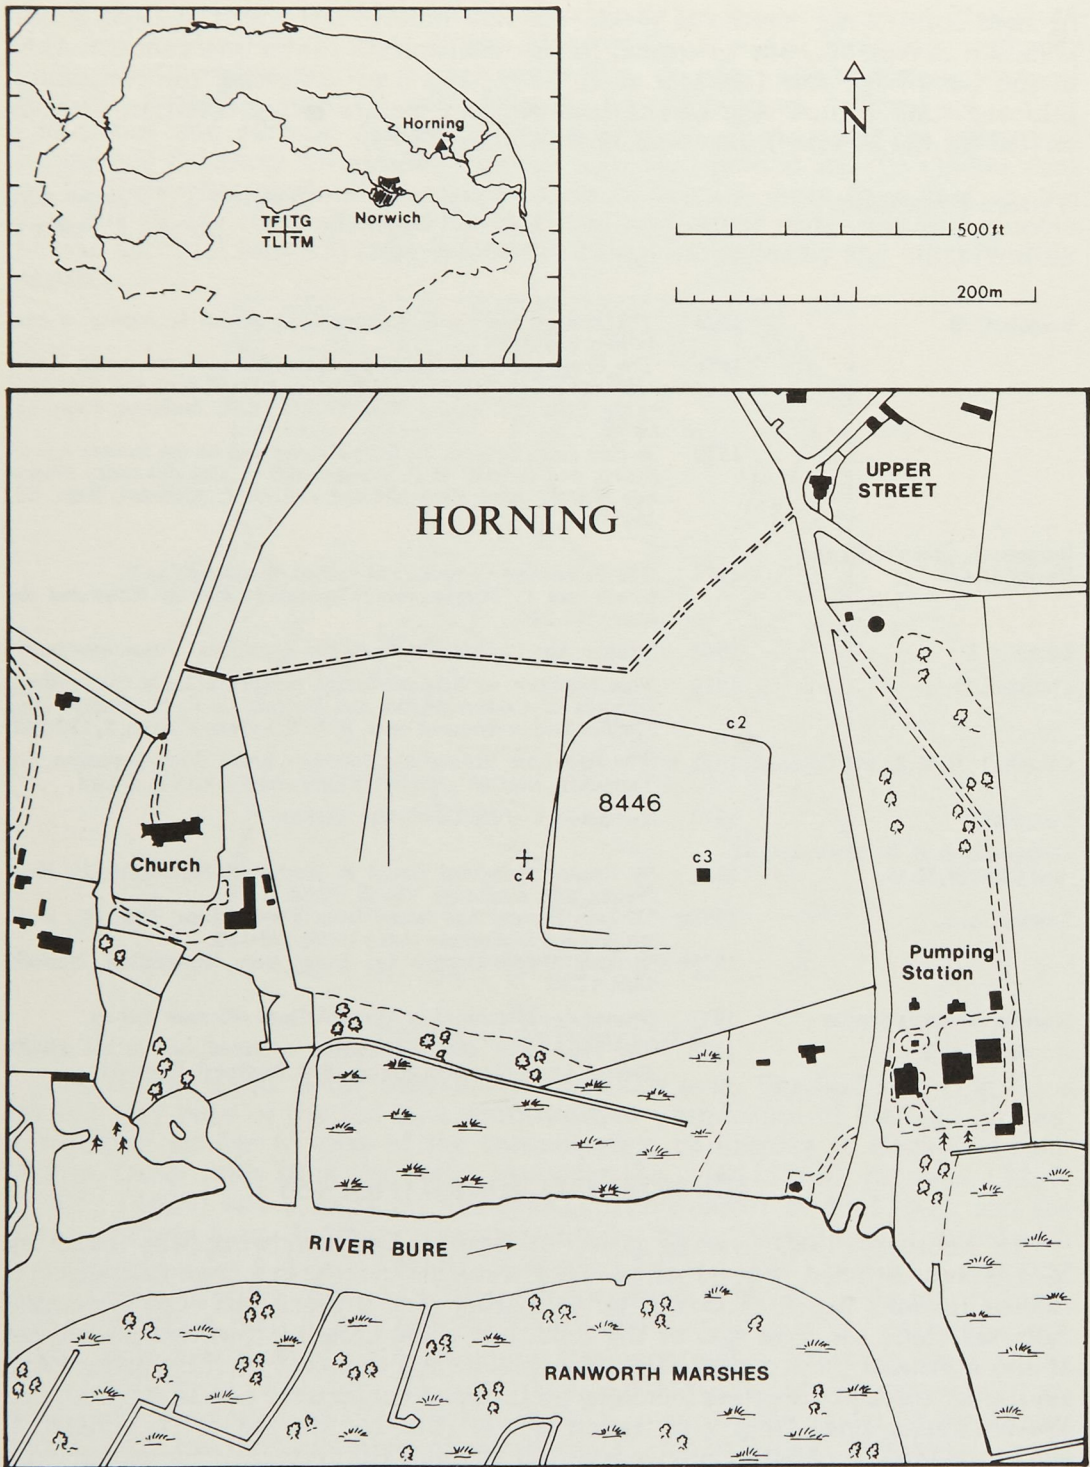 Horning
Norwich
TF TG
TL TM
N
500 ft
200m
HORNING
UPPER
STREET
c2
8446
c3
c4
Church
Pumping
Station
RIVER BURE
RANWORTH MARSHES